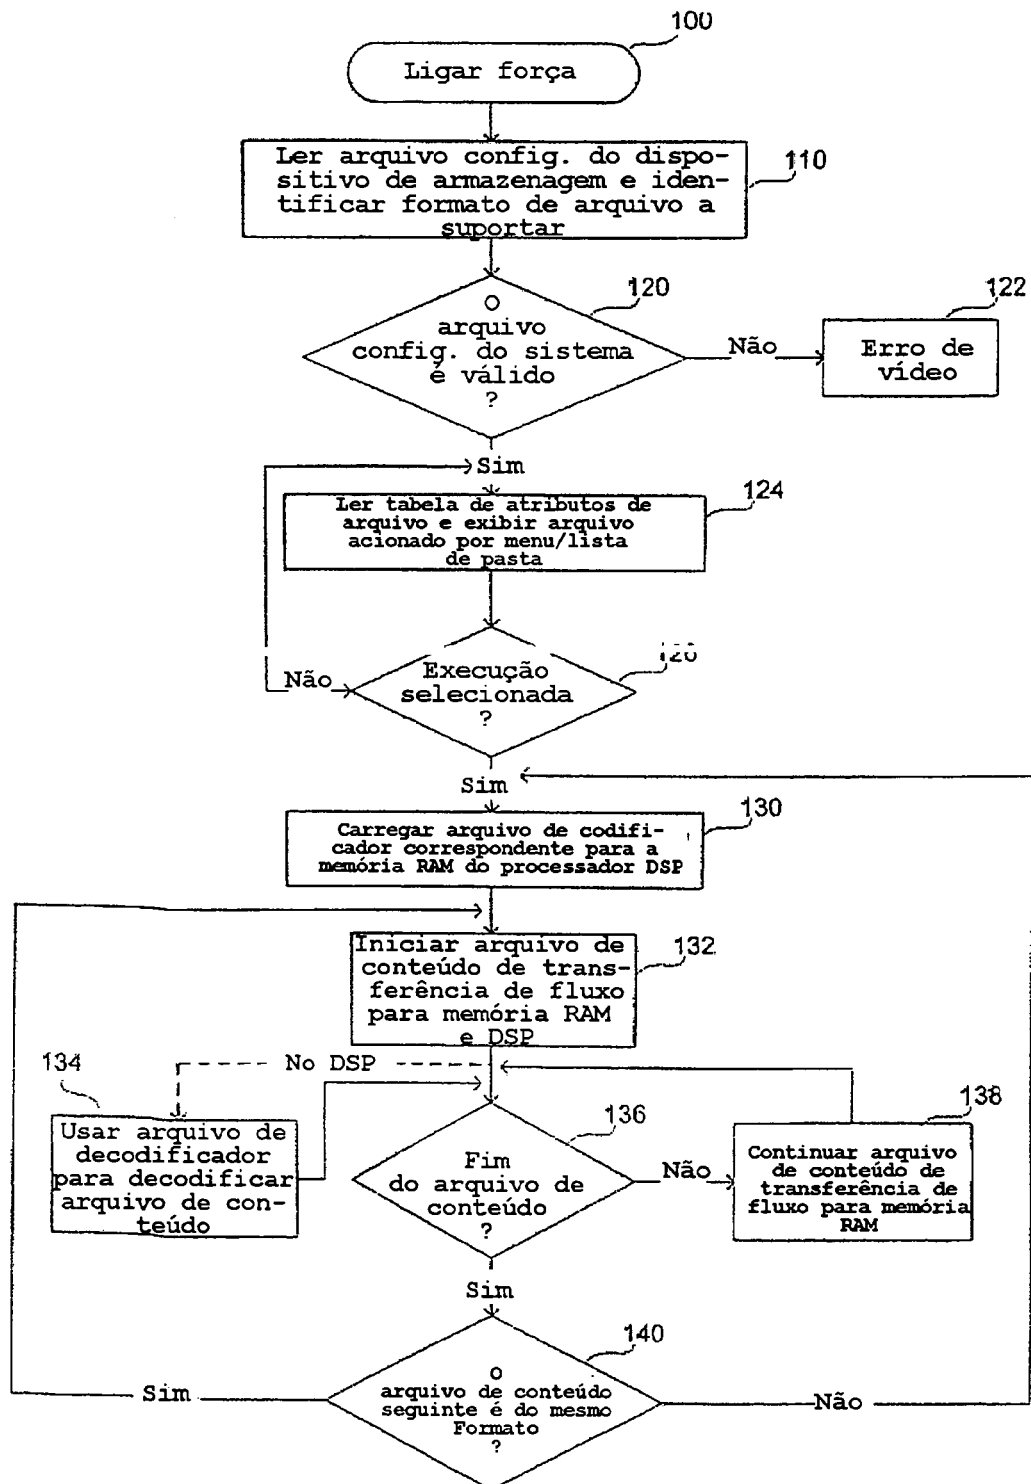 100
Ligar força
Ler arquivo config. do dispo-
sitivo de armazenagem e iden-
tificar formato de arquivo a
suportar
110
O
arquivo
config. do sistema
é válido
?
120
Não
122
Erro de
vídeo
Sim
124
Ler tabela de atributos de
arquivo e exibir arquivo
acionado por menu/lista
de pasta
Execução
selecionada
?
Não
Sim
130
Carregar arquivo de codifi-
cador correspondente para a
memória RAM do processador DSP
Iniciar arquivo de
conteúdo de trans-
ferência de fluxo
para memória RAM
e DSP
132
134
No DSP
Usar arquivo de
decodificador
para decodificar
arquivo de con-
teúdo
136
Fim
do arquivo de
conteúdo
?
Não
138
Continuar arquivo
de conteúdo de
transferência de
fluxo para memória
RAM
Sim
140
O
arquivo de conteúdo
seguinte é do mesmo
Formato
?
Sim
Não